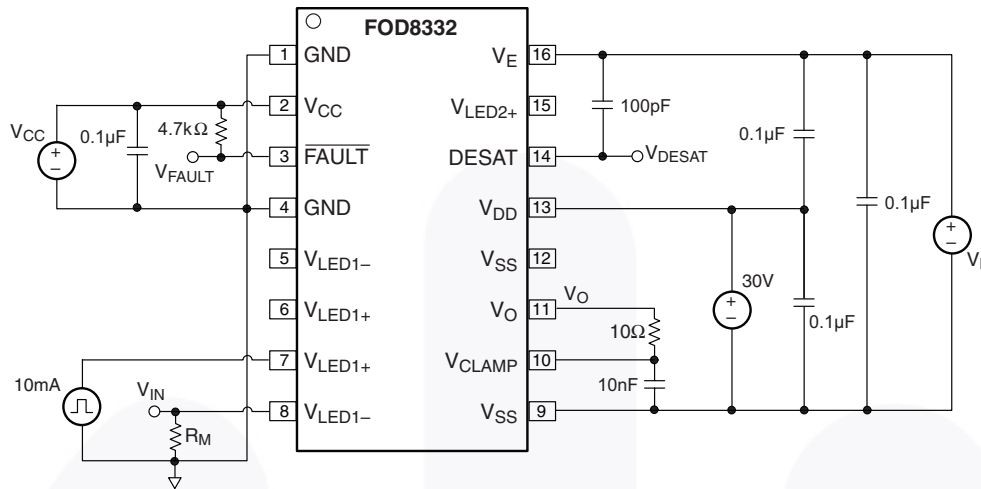 FOD8332
1 GND
2 VCC
3 FAULT
4 GND
5 VLED1–
6 VLED1+
7 VLED1+
8 VLED1–
VE 16
VLED2+ 15
DESAT 14
VDD 13
VSS 12
VO 11
VCLAMP 10
VSS 9
VCC
+
–
0.1µF
4.7kΩ
VFAULT
10mA
VIN
RM
100pF
VDESAT
0.1µF
0.1µF
+
–
30V
+
–
0.1µF
VO
10Ω
10nF